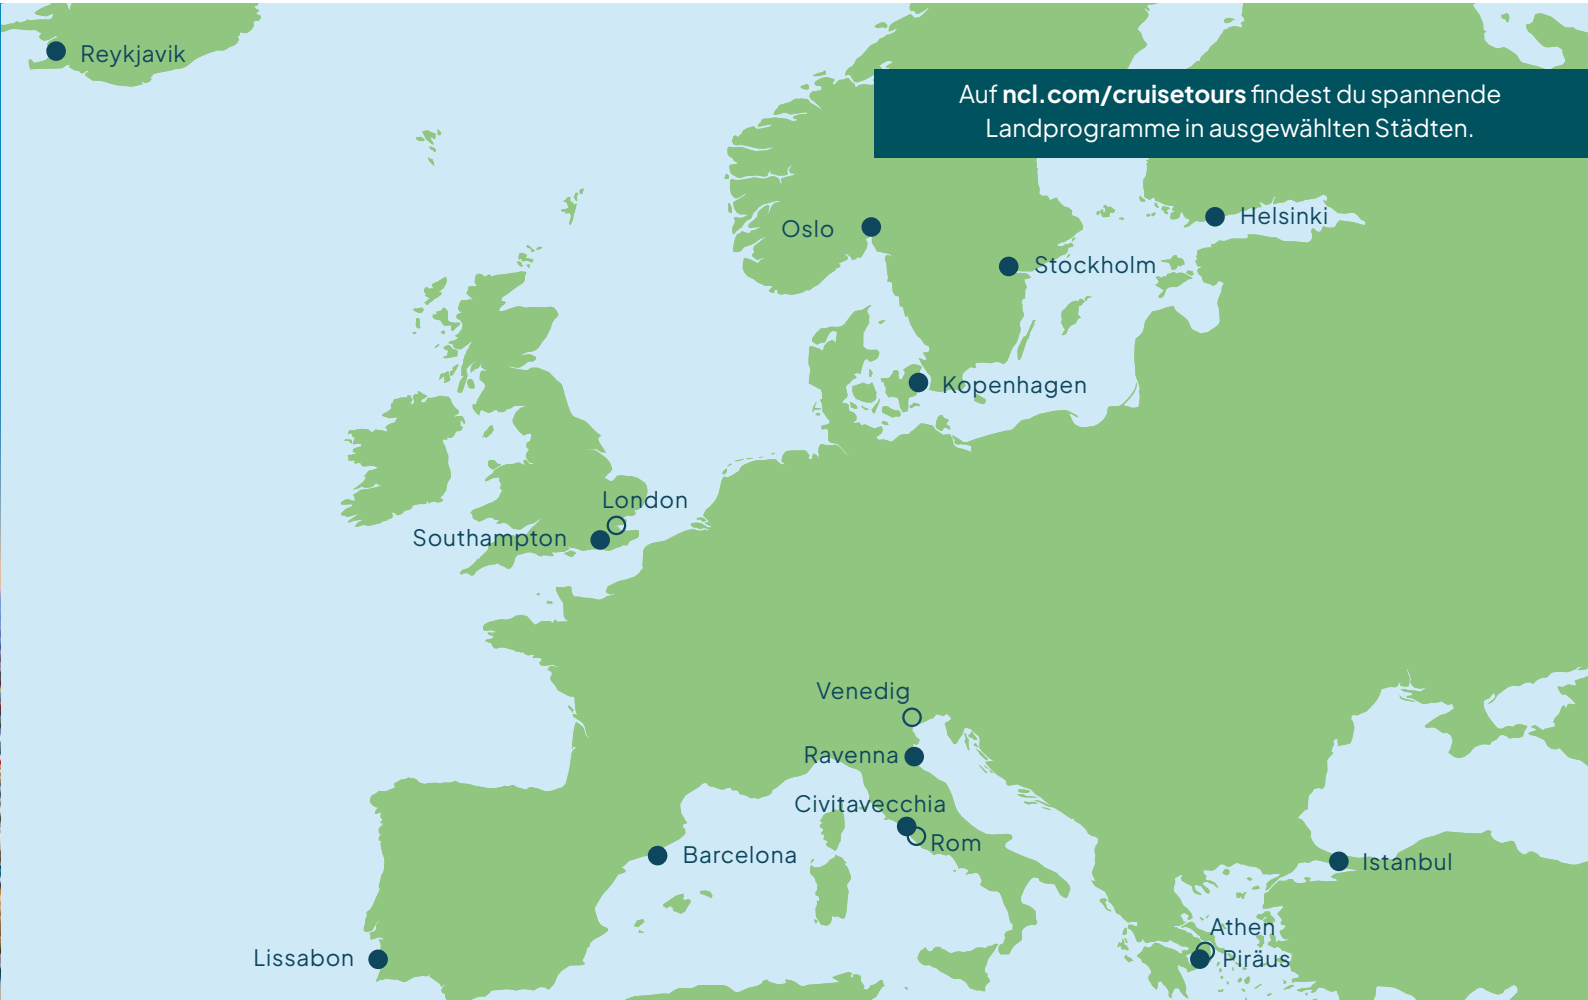 Reykjavik
Auf ncl.com/cruisetours findest du spannende
Landprogramme in ausgewählten Städten.
Helsinki
Oslo
Stockholm
Kopenhagen
London
Southampton
Venedig
Ravenna
Civitavecchia
Rom
Barcelona
Istanbul
Athen
Lissabon
Piräus